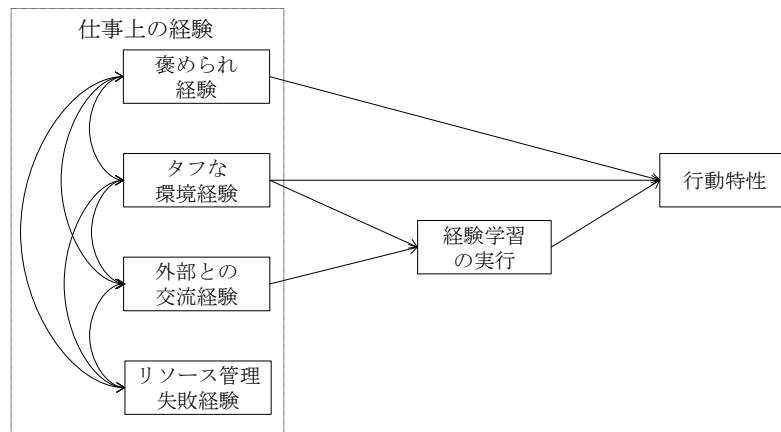 仕事上の経験
褒められ
経験
タフな
環境経験
行動特性
経験学習
の実行
外部との
交流経験
リソース管理
失敗経験